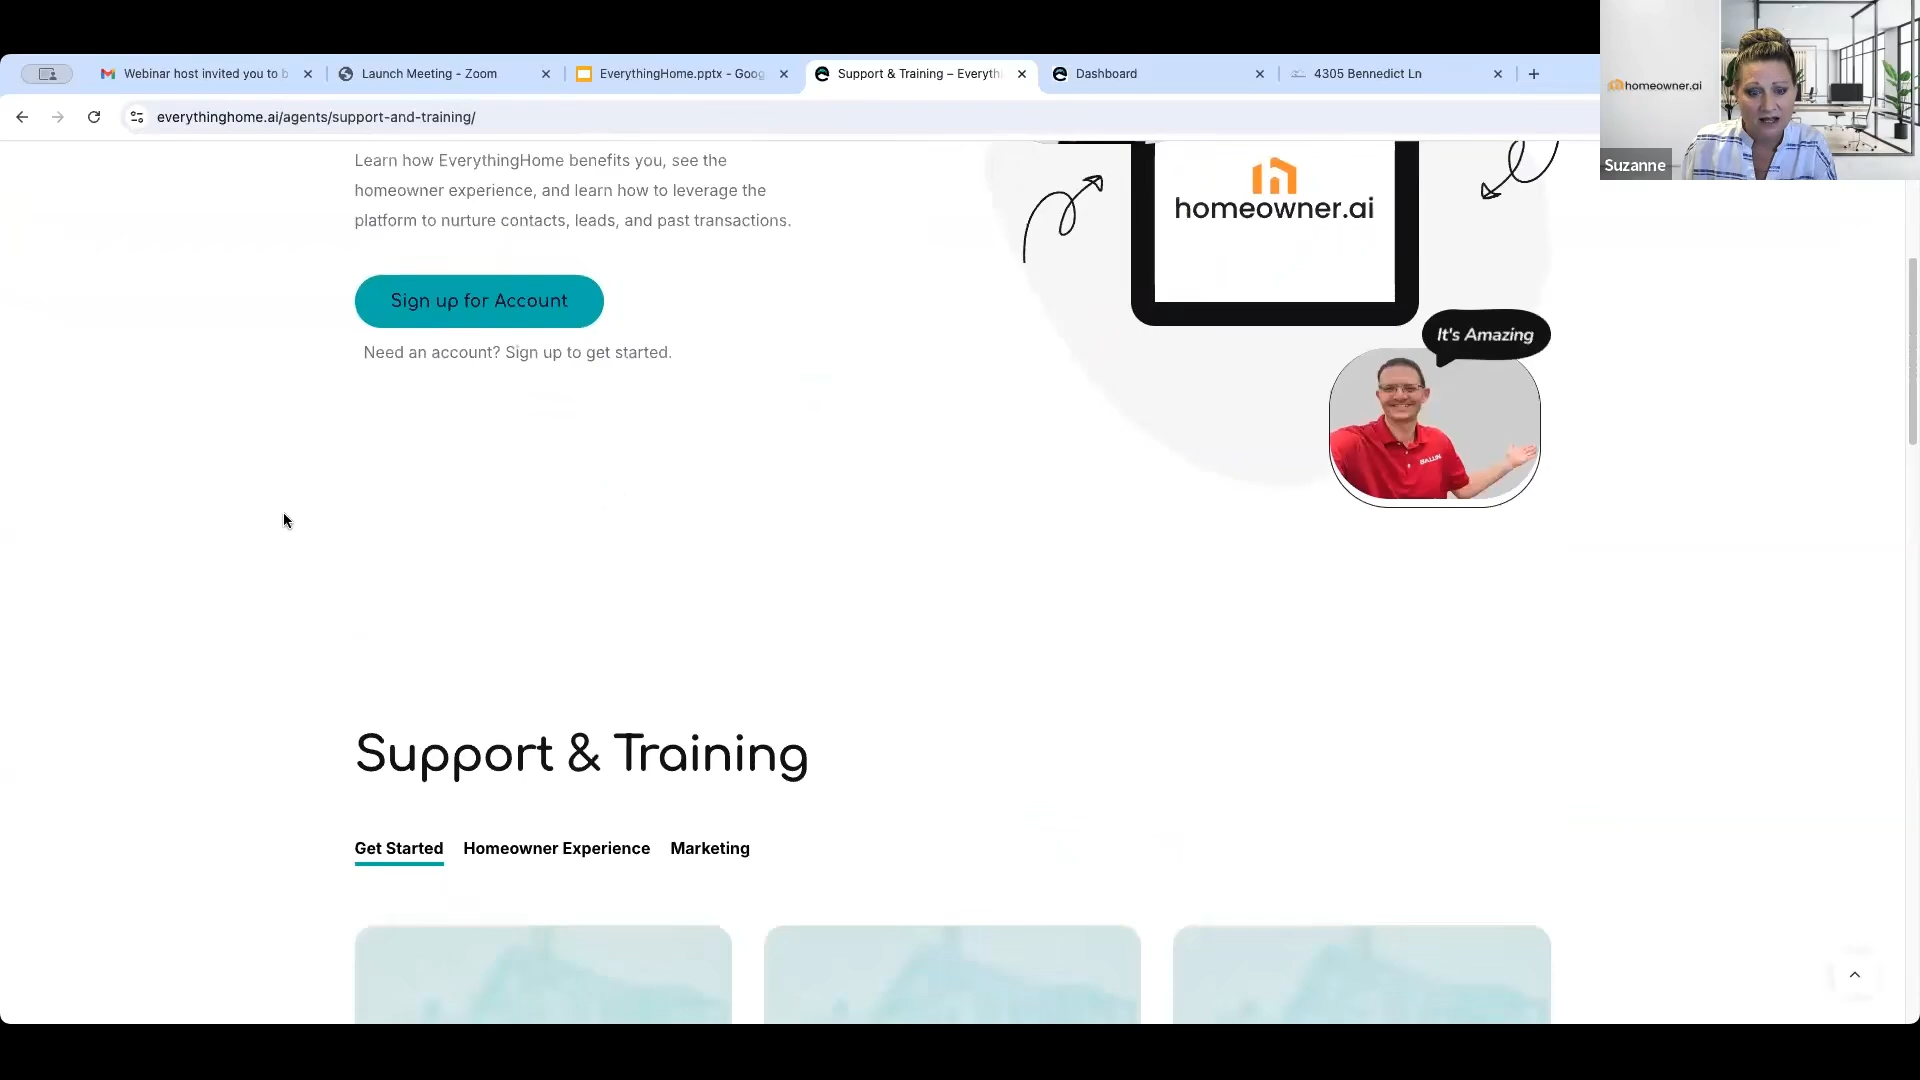 Webinar host invited you to b
Launch Meeting - Zoom
EverythingHome.pptx - Goog
Support & Training – Everyth
Dashboard
4305 Bennedict Ln
everythinghome.ai/agents/support-and-training/
homeowner.ai
Suzanne
Learn how EverythingHome benefits you, see the
homeowner experience, and learn how to leverage the
platform to nurture contacts, leads, and past transactions.
homeowner.ai
Sign up for Account
Need an account? Sign up to get started.
It's Amazing
Support & Training
Get Started Homeowner Experience Marketing